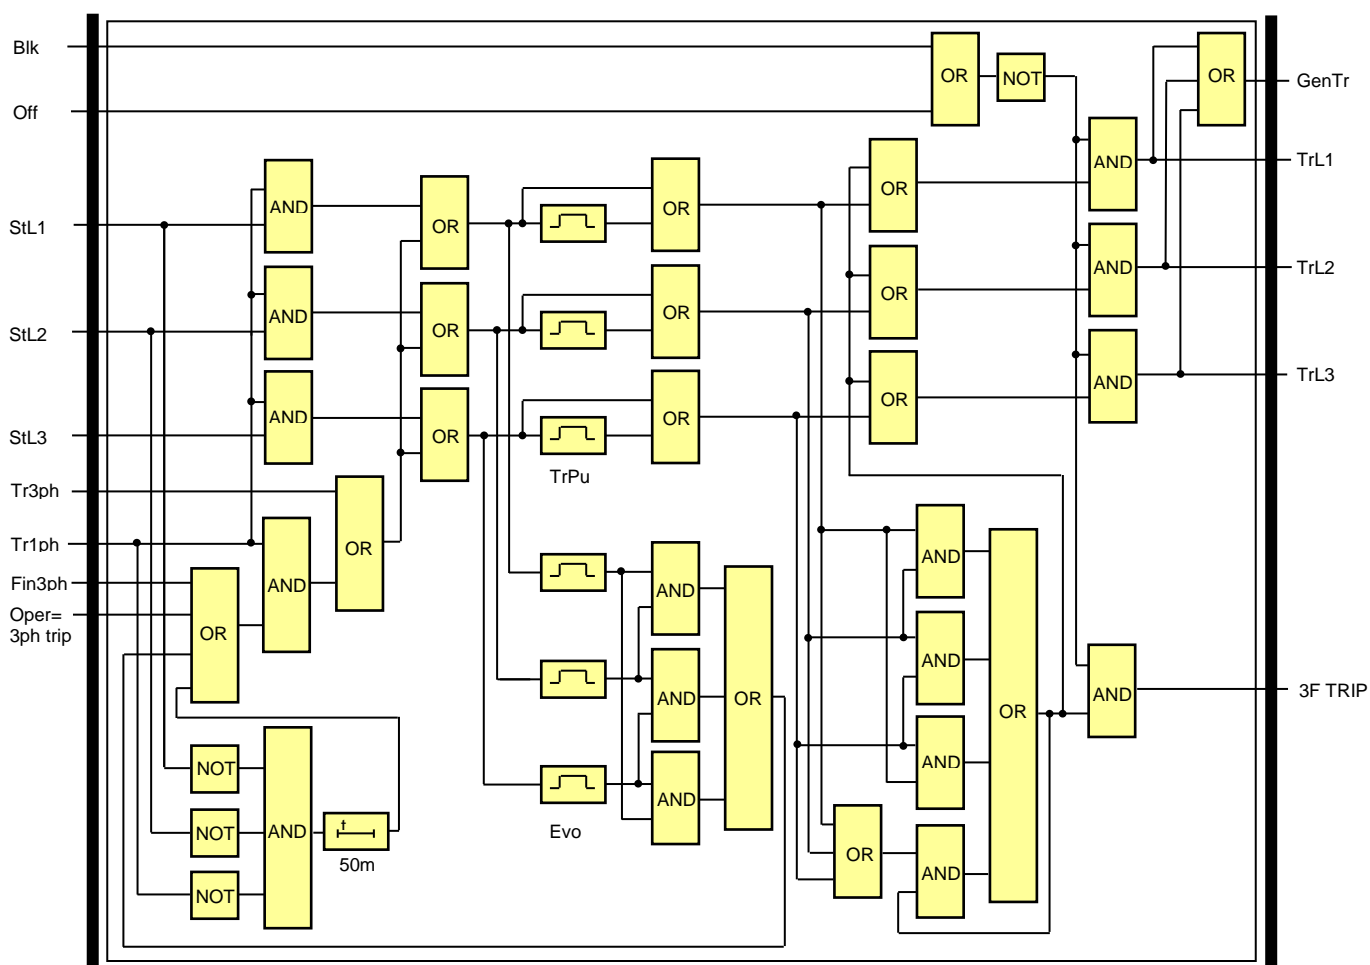 Blk
Off
StL1
StL2
StL3
Tr3ph
Tr1ph
Fin3ph
Oper=
3ph trip
AND
AND
AND
OR
AND
OR
NOT
NOT
NOT
AND
t
50m
OR
OR
OR
TrPu
Evo
OR
OR
OR
AND
AND
AND
OR
OR
NOT
OR
OR
OR
AND
AND
AND
OR
AND
AND
AND
OR
AND
OR
AND
GenTr
TrL1
TrL2
TrL3
3F TRIP